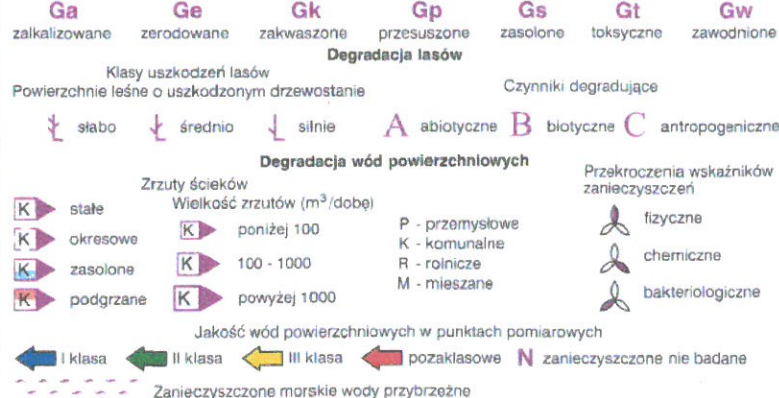 Ga Ge Gk Gp Gs Gt Gw
zalkalizowane zerodowane zakwaszone przesuszone zasolone toksyczne zawodnione
Degradacja lasów
Klasy uszkodzeń lasów
Powierzchnie leśne o uszkodzonym drzewostanie
Czynniki degradujące
słabo średnio silnie A abiotyczne B biotyczne C antropogeniczne
Degradacja wód powierzchniowych
Zrzuty ścieków
Wielkość zrzutów (m³/dobę)
Przekroczenia wskaźników
zanieczyszczeń
K stałe
K okresowe
K zasolone
K podgrzane
K poniżej 100
K 100 - 1000
K powyżej 1000
P - przemysłowe
K - komunalne
R - rolnicze
M - mieszane
fizyczne
chemiczne
bakteriologiczne
Jakość wód powierzchniowych w punktach pomiarowych
I klasa II klasa III klasa pozaklasowe N zanieczyszczone nie badane
Zanieczyszczone morskie wody przybrzeżne